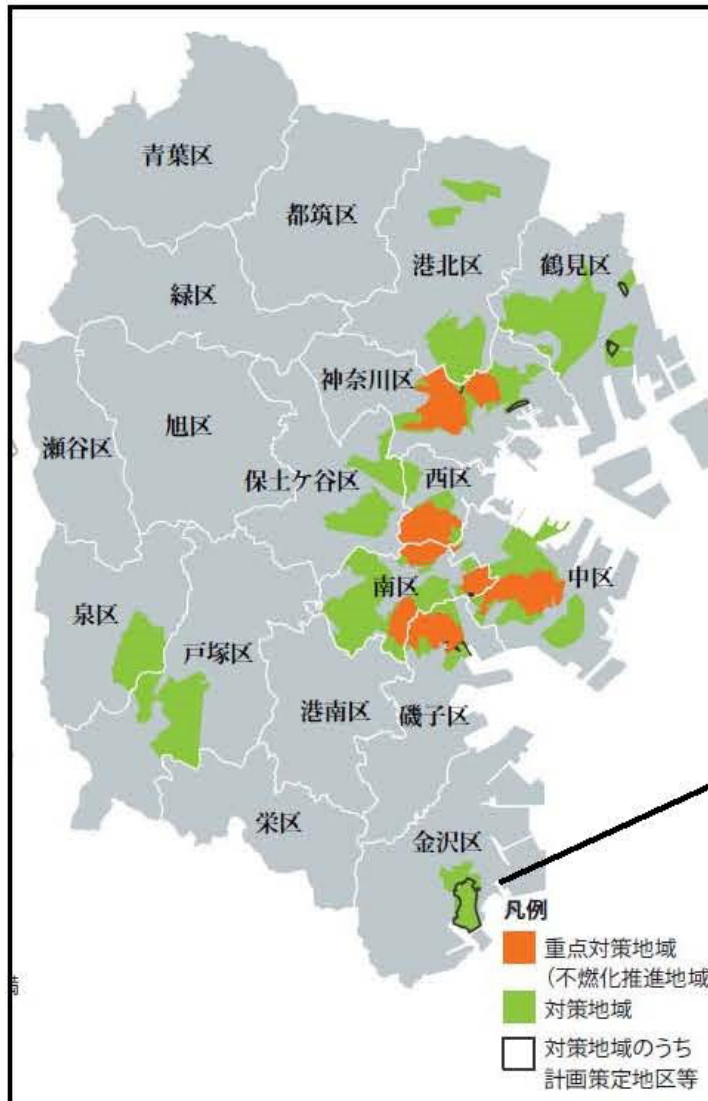 青葉区
都筑区
港北区
鶴見区
緑区
神奈川区
旭区
瀬谷区
保土ケ谷区
西区
南区
中区
泉区
戸塚区
港南区
磯子区
栄区
金沢区
凡例
重点対策地域
（不燃化推進地域
対策地域
対策地域のうち
計画策定地区等